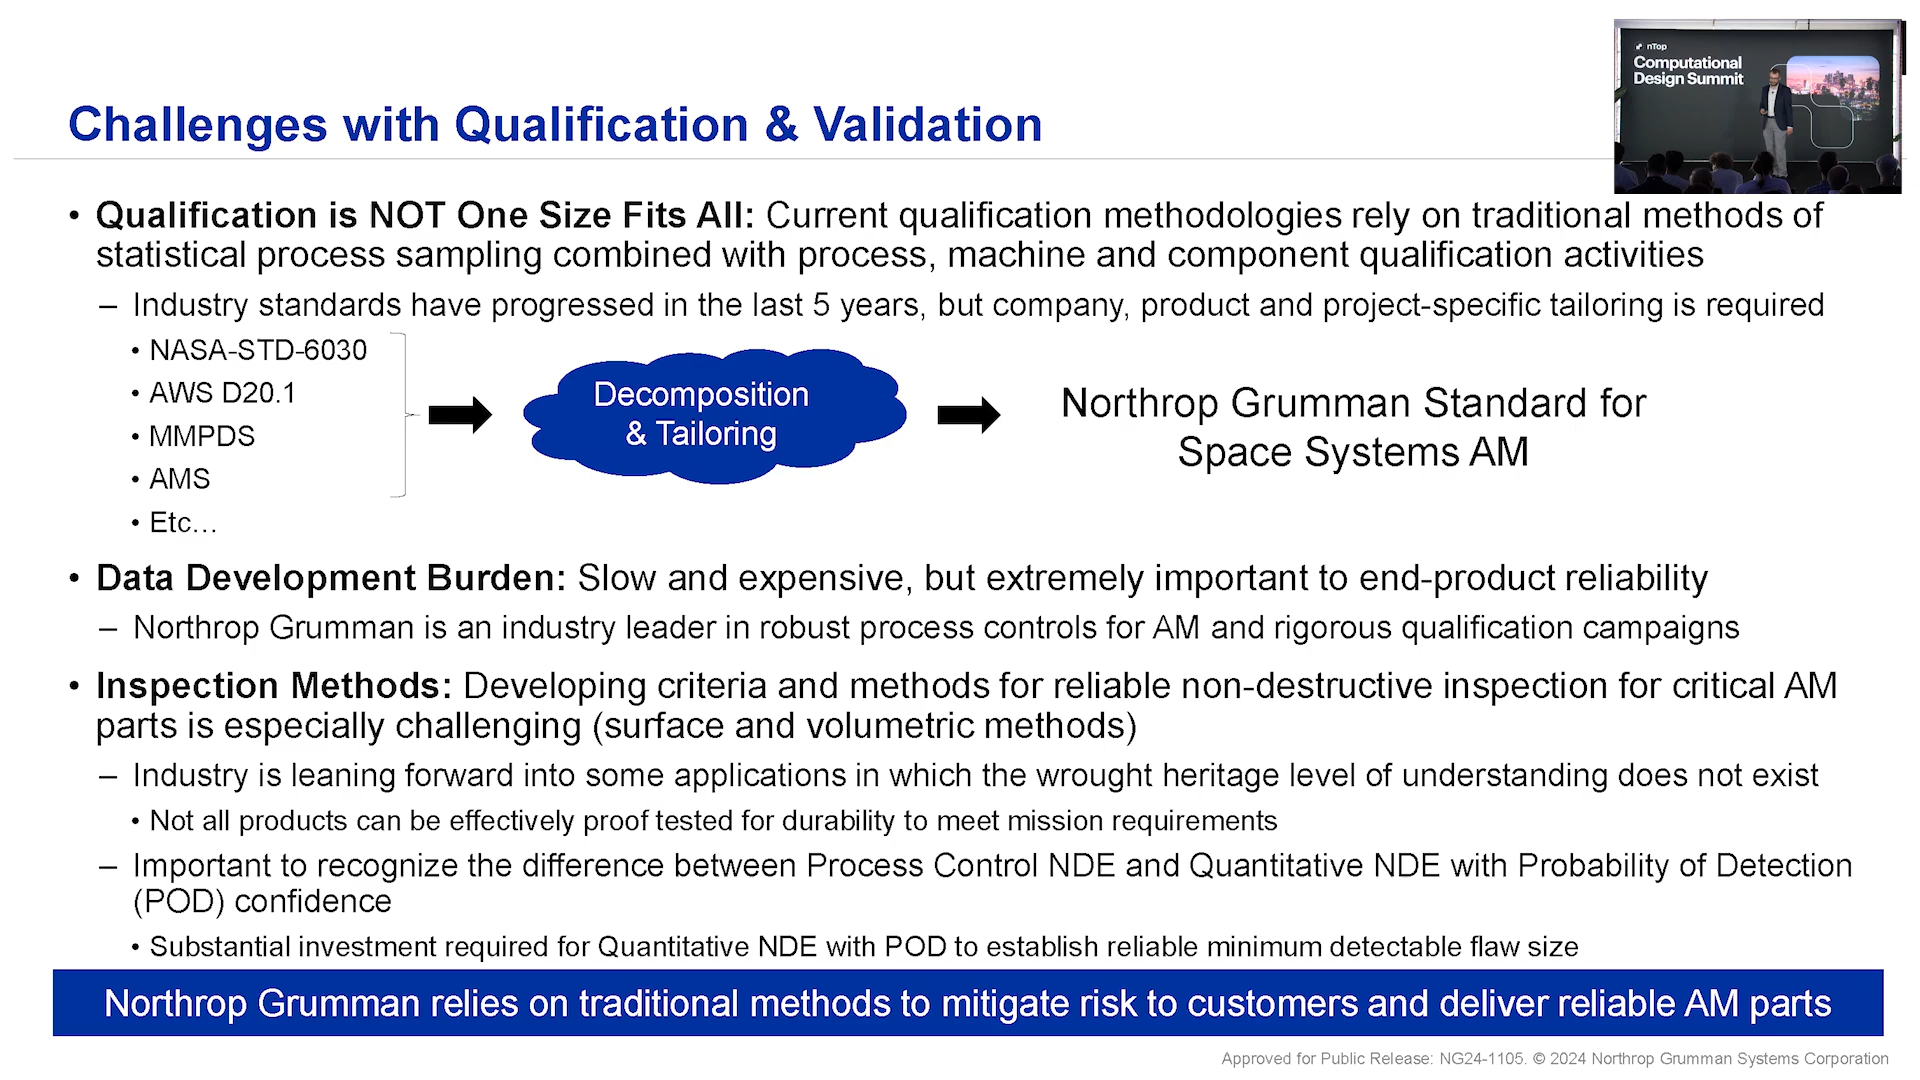 nTop
Computational
Design Summit
Challenges with Qualification & Validation
• Qualification is NOT One Size Fits All: Current qualification methodologies rely on traditional methods of
statistical process sampling combined with process, machine and component qualification activities
– Industry standards have progressed in the last 5 years, but company, product and project-specific tailoring is required
• NASA-STD-6030
• AWS D20.1
• MMPDS
• AMS
• Etc…
Decomposition
& Tailoring
Northrop Grumman Standard for
Space Systems AM
• Data Development Burden: Slow and expensive, but extremely important to end-product reliability
– Northrop Grumman is an industry leader in robust process controls for AM and rigorous qualification campaigns
• Inspection Methods: Developing criteria and methods for reliable non-destructive inspection for critical AM
parts is especially challenging (surface and volumetric methods)
– Industry is leaning forward into some applications in which the wrought heritage level of understanding does not exist
• Not all products can be effectively proof tested for durability to meet mission requirements
– Important to recognize the difference between Process Control NDE and Quantitative NDE with Probability of Detection
(POD) confidence
• Substantial investment required for Quantitative NDE with POD to establish reliable minimum detectable flaw size
Northrop Grumman relies on traditional methods to mitigate risk to customers and deliver reliable AM parts
Approved for Public Release: NG24-1105. © 2024 Northrop Grumman Systems Corporation